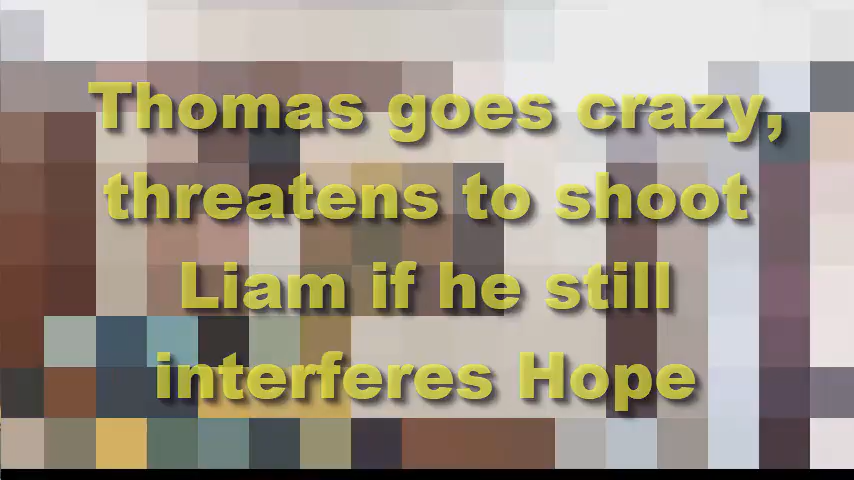 Thomas goes crazy,
threatens to shoot
Liam if he still
interferes Hope